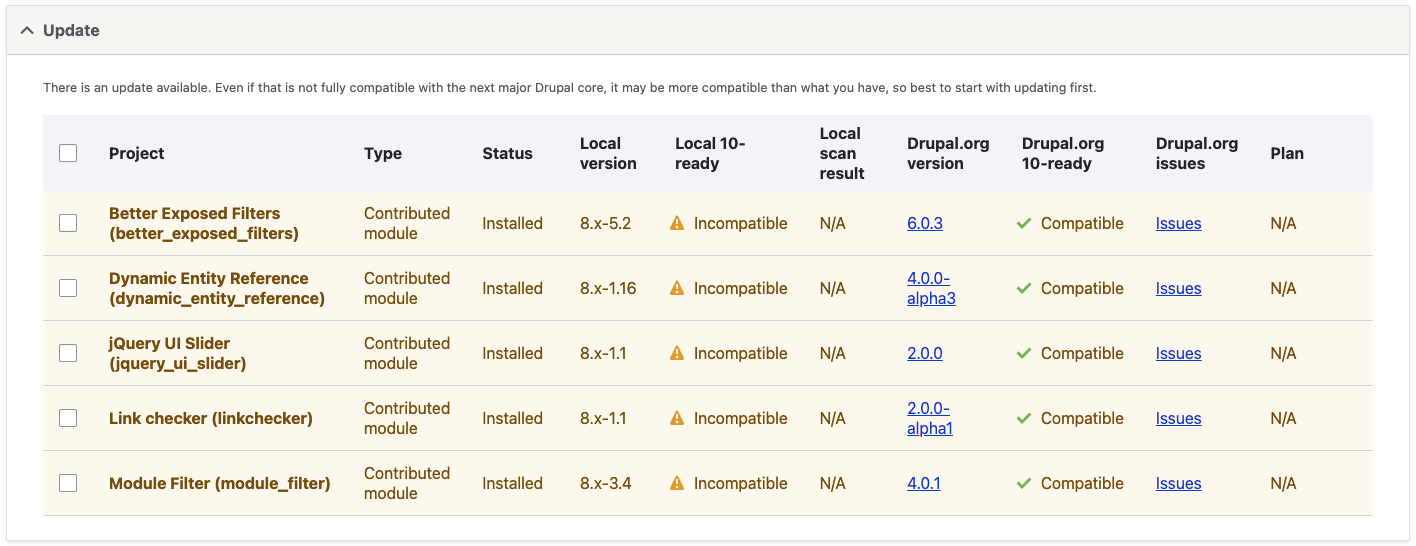 Update
There is an update available. Even if that is not fully compatible with the next major Drupal core, it may be more compatible than what you have, so best to start with updating first.
Project Type Status Local version Local 10-ready Local scan result Drupal.org version Drupal.org 10-ready Drupal.org issues Plan
Better Exposed Filters (better_exposed_filters) Contributed module Installed 8.x-5.2 Incompatible N/A 6.0.3 Compatible Issues N/A
Dynamic Entity Reference (dynamic_entity_reference) Contributed module Installed 8.x-1.16 Incompatible N/A 4.0.0-alpha3 Compatible Issues N/A
jQuery UI Slider (jquery_ui_slider) Contributed module Installed 8.x-1.1 Incompatible N/A 2.0.0 Compatible Issues N/A
Link checker (linkchecker) Contributed module Installed 8.x-1.1 Incompatible N/A 2.0.0-alpha1 Compatible Issues N/A
Module Filter (module_filter) Contributed module Installed 8.x-3.4 Incompatible N/A 4.0.1 Compatible Issues N/A